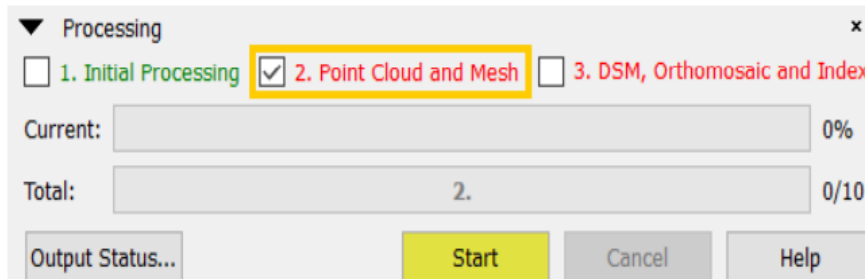 Processing x
1. Initial Processing 2. Point Cloud and Mesh 3. DSM, Orthomosaic and Index
Current: 0%
Total: 2. 0/10
Output Status... Start Cancel Help